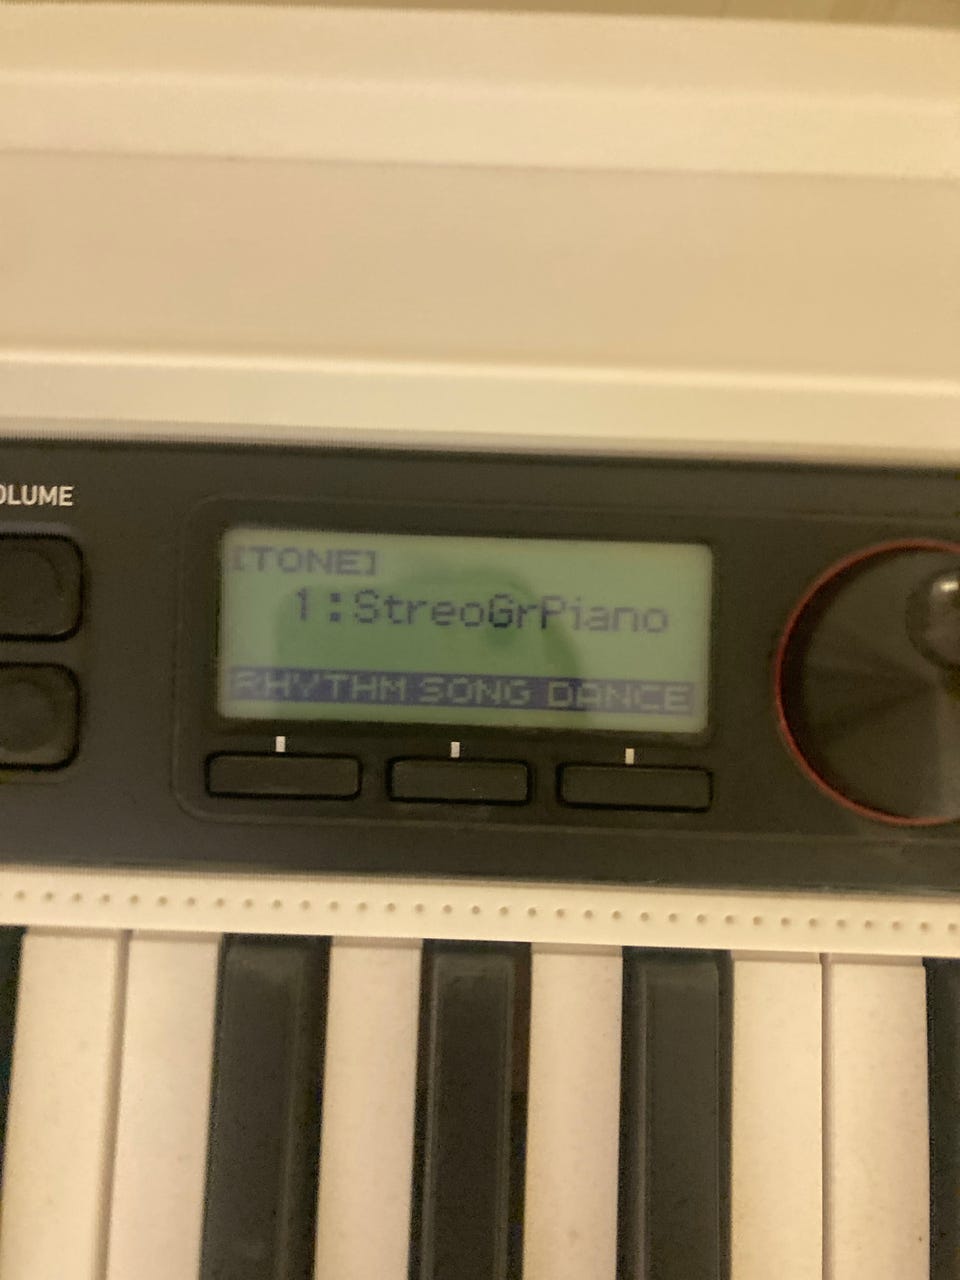 OLUME
[TONE]
1:StreoGrPiano
RHYTHM SONG DANCE